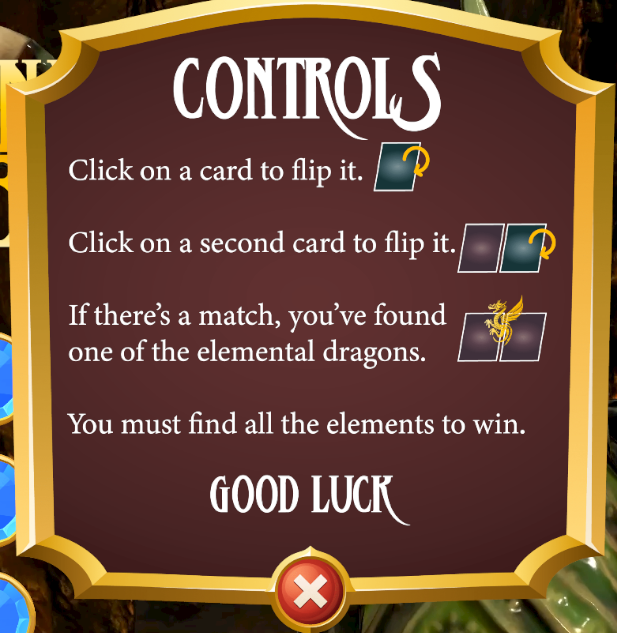 CONTROLS
Click on a card to flip it.
Click on a second card to flip it.
If there’s a match, you’ve found
one of the elemental dragons.
You must find all the elements to win.
GOOD LUCK